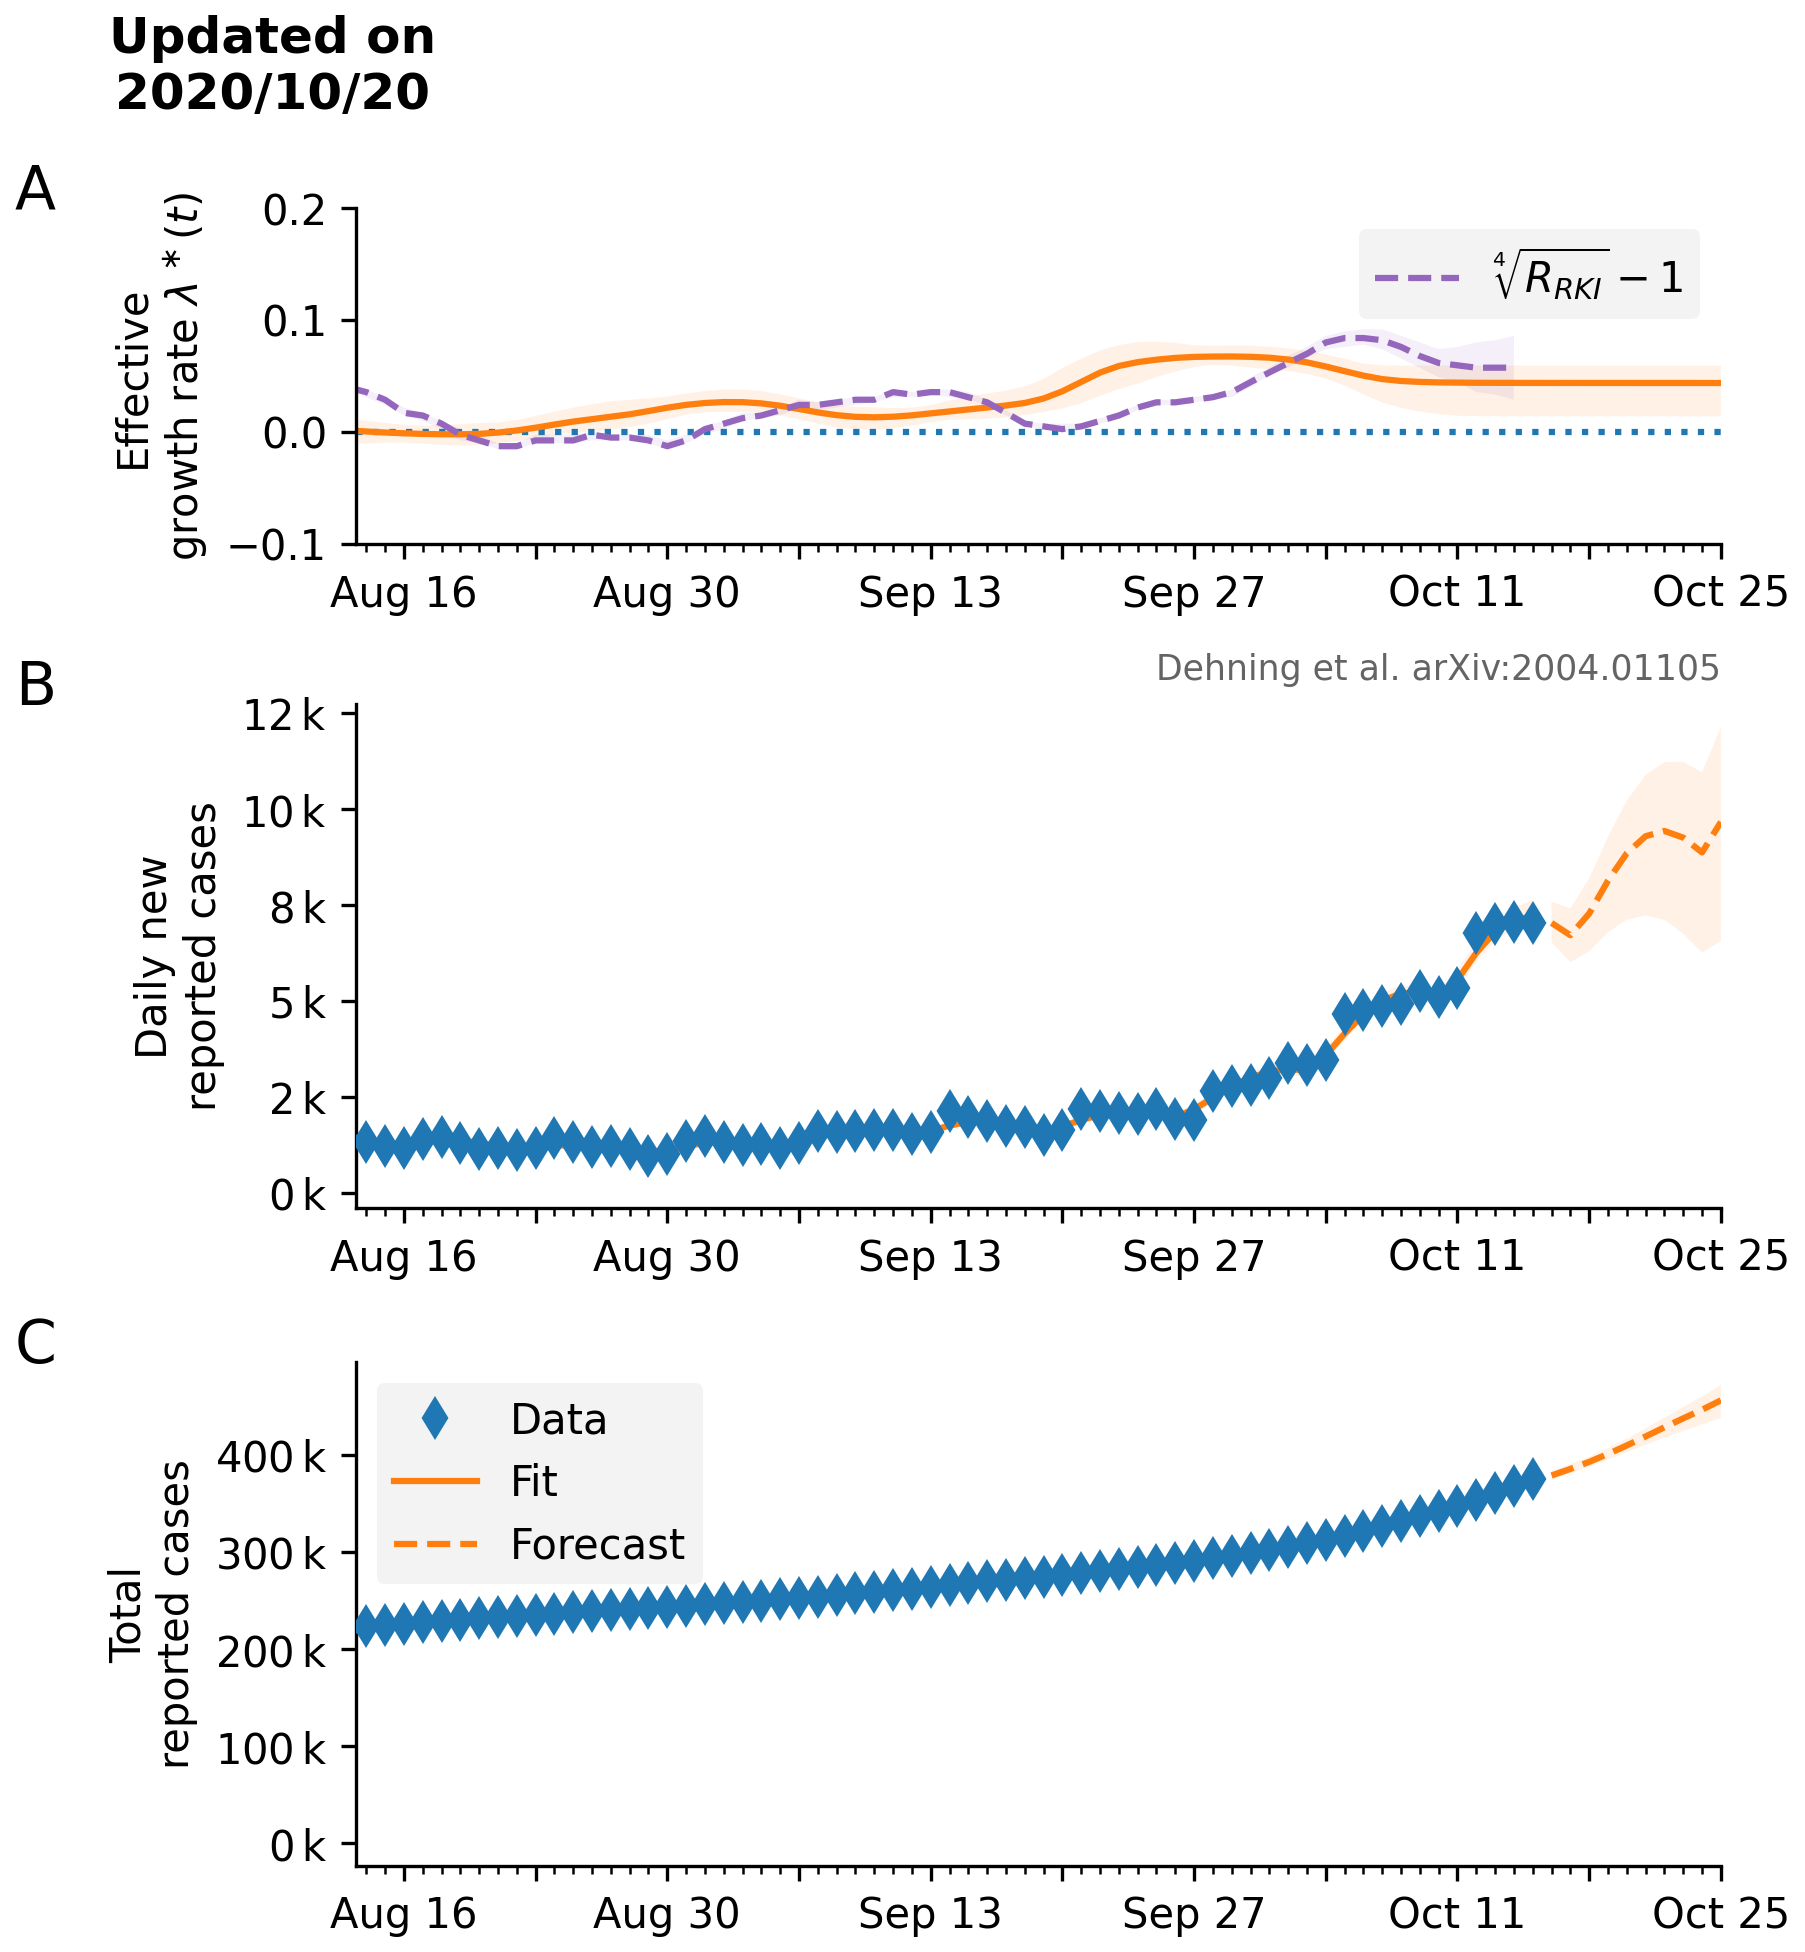 Updated on
2020/10/20
A
Effective
growth rate λ * (t)
0.2
0.1
0.0
−0.1
∜R_RKI − 1
Aug 16 Aug 30 Sep 13 Sep 27 Oct 11 Oct 25
Dehning et al. arXiv:2004.01105
B
Daily new
reported cases
12 k
10 k
8 k
5 k
2 k
0 k
Aug 16 Aug 30 Sep 13 Sep 27 Oct 11 Oct 25
C
Total
reported cases
400 k
300 k
200 k
100 k
0 k
Data
Fit
Forecast
Aug 16 Aug 30 Sep 13 Sep 27 Oct 11 Oct 25